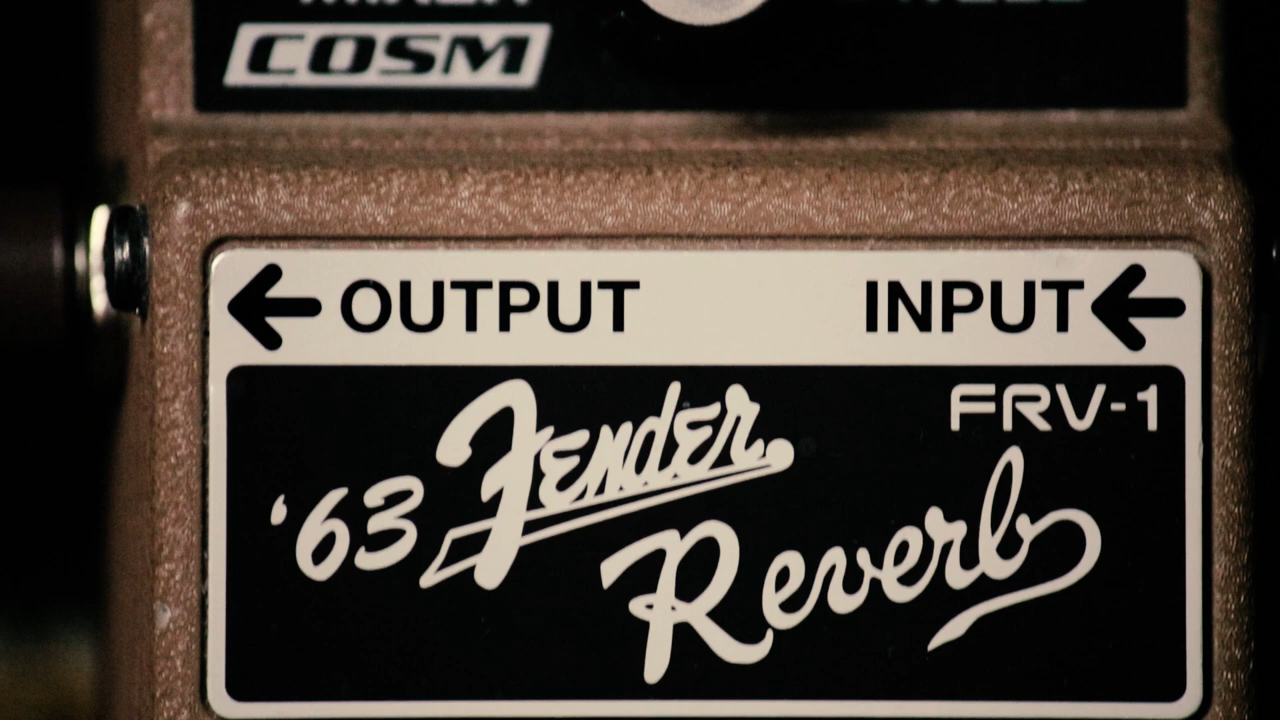 COSM
OUTPUT INPUT
FRV-1
'63 Fender
Reverb